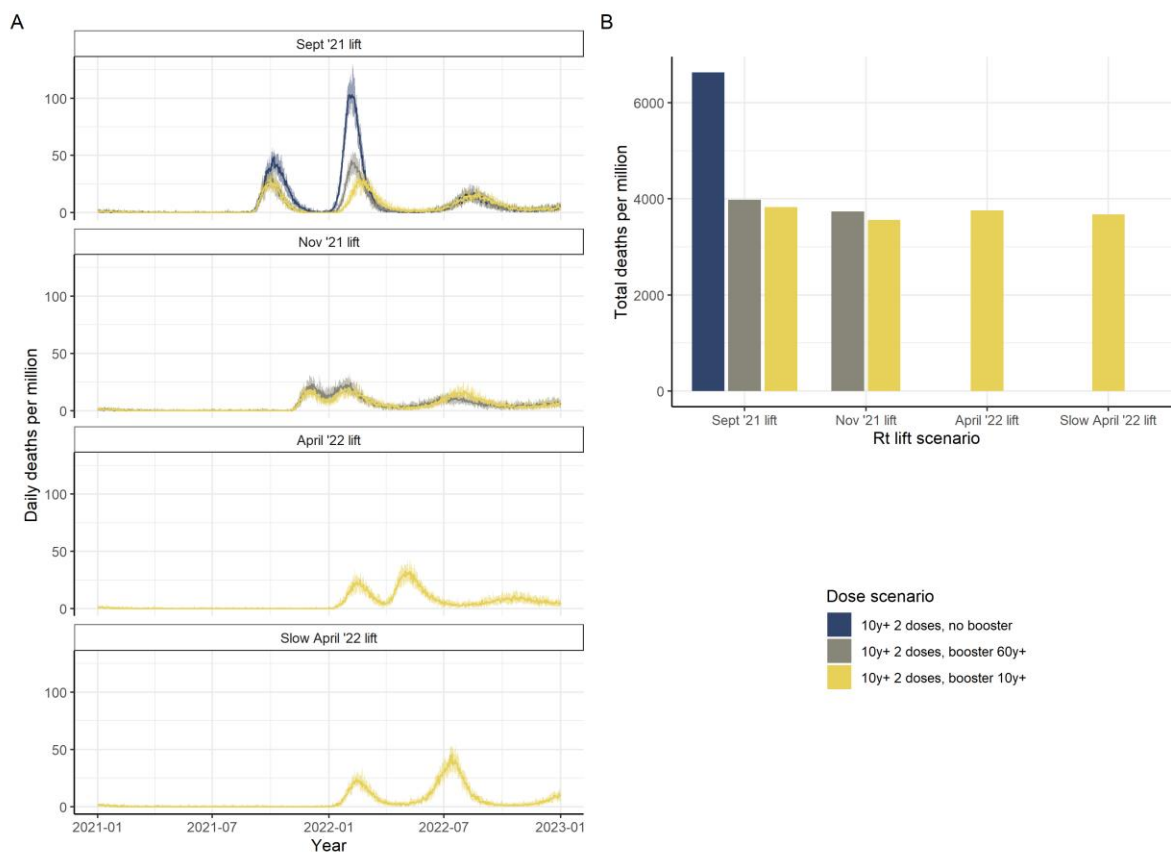 A
Sept '21 lift
100
50
0
Nov '21 lift
100
50
0
April '22 lift
100
50
0
Slow April '22 lift
100
50
0
Daily deaths per million
2021-01 2021-07 2022-01 2022-07 2023-01
Year
B
6000
4000
2000
0
Total deaths per million
Sept '21 lift Nov '21 lift April '22 lift Slow April '22 lift
Rt lift scenario
Dose scenario
10y+ 2 doses, no booster
10y+ 2 doses, booster 60y+
10y+ 2 doses, booster 10y+